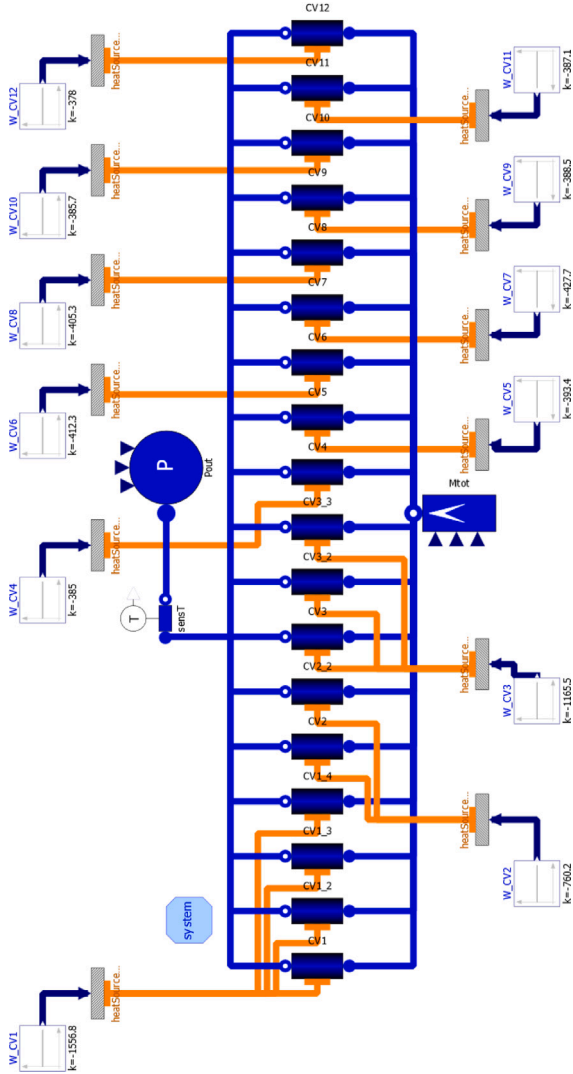 W_CV12
k=-378
heatSource...
CV12
CV11
W_CV11
k=-387.1
heatSource...
CV10
W_CV10
k=-385.7
heatSource...
CV9
W_CV9
k=-388.5
heatSource...
CV8
W_CV8
k=-405.3
heatSource...
CV7
W_CV7
k=-427.7
heatSource...
CV6
W_CV6
k=-412.3
heatSource...
CV5
W_CV5
k=-393.4
heatSource...
CV4
P
Pout
Mtot
CV3_3
W_CV4
k=-385
heatSource...
CV3_2
T
sensT
CV3
W_CV3
k=-1165.5
heatSource...
CV2_2
CV2
CV1_4
W_CV2
k=-760.2
heatSource...
CV1_3
CV1_2
system
CV1
W_CV1
k=-1556.8
heatSource...